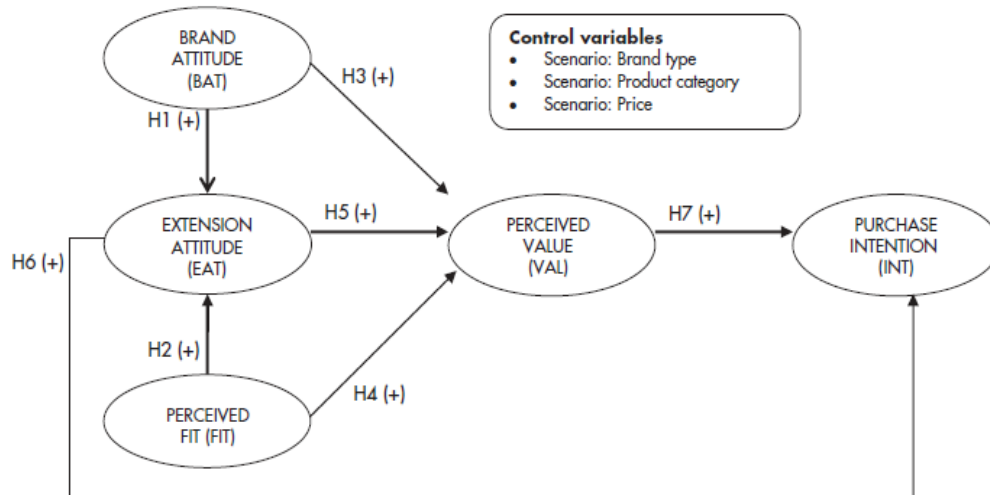 BRAND
ATTITUDE
(BAT)
Control variables
• Scenario: Brand type
• Scenario: Product category
• Scenario: Price
H3 (+)
H1 (+)
EXTENSION
ATTITUDE
(EAT)
H5 (+)
PERCEIVED
VALUE
(VAL)
H7 (+)
PURCHASE
INTENTION
(INT)
H6 (+)
H2 (+)
H4 (+)
PERCEIVED
FIT (FIT)